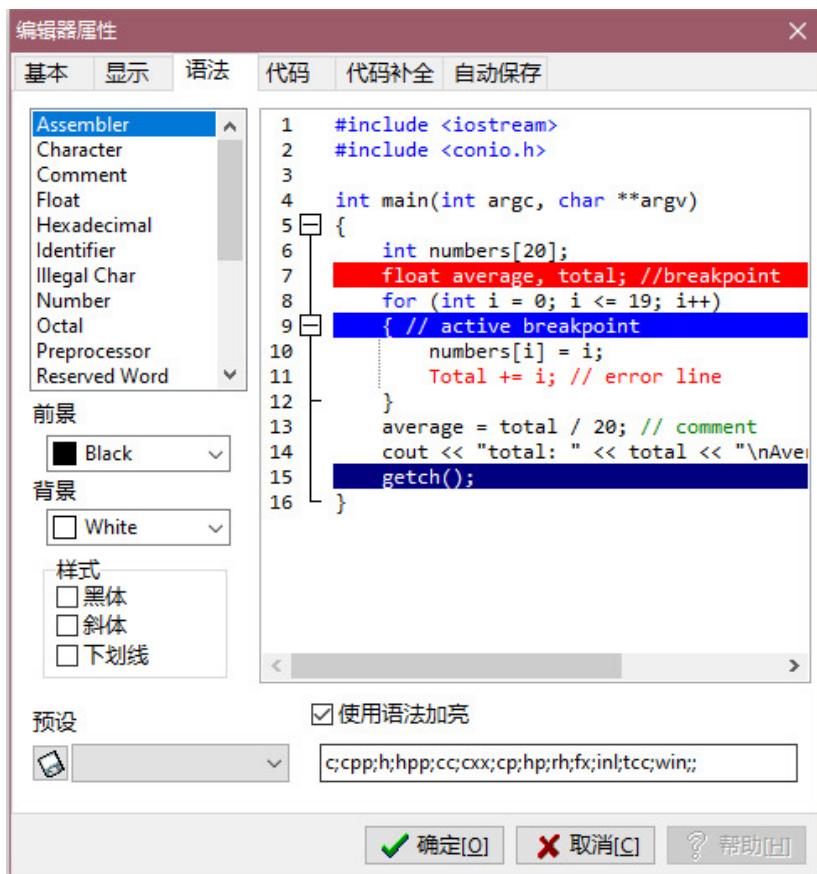 编辑器属性
基本 显示 语法 代码 代码补全 自动保存
Assembler
Character
Comment
Float
Hexadecimal
Identifier
Illegal Char
Number
Octal
Preprocessor
Reserved Word
前景
Black
背景
White
样式
黑体
斜体
下划线
1 #include <iostream>
2 #include <conio.h>
3
4 int main(int argc, char **argv)
5 {
6 int numbers[20];
7 float average, total; //breakpoint
8 for (int i = 0; i <= 19; i++)
9 { // active breakpoint
10 numbers[i] = i;
11 Total += i; // error line
12 }
13 average = total / 20; // comment
14 cout << "total: " << total << "\nAver
15 getch();
16 }
预设
使用语法加亮
c;cpp;h;hpp;cc;cxx;cp;hp;rh;fx;inl;tcc;win;;
确定[O] 取消[C] 帮助[H]